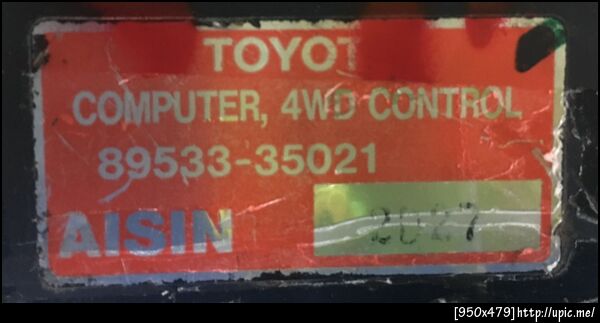 TOYOT
COMPUTER, 4WD CONTROL
89533-35021
AISIN
2027
[950x479]http://upic.me/